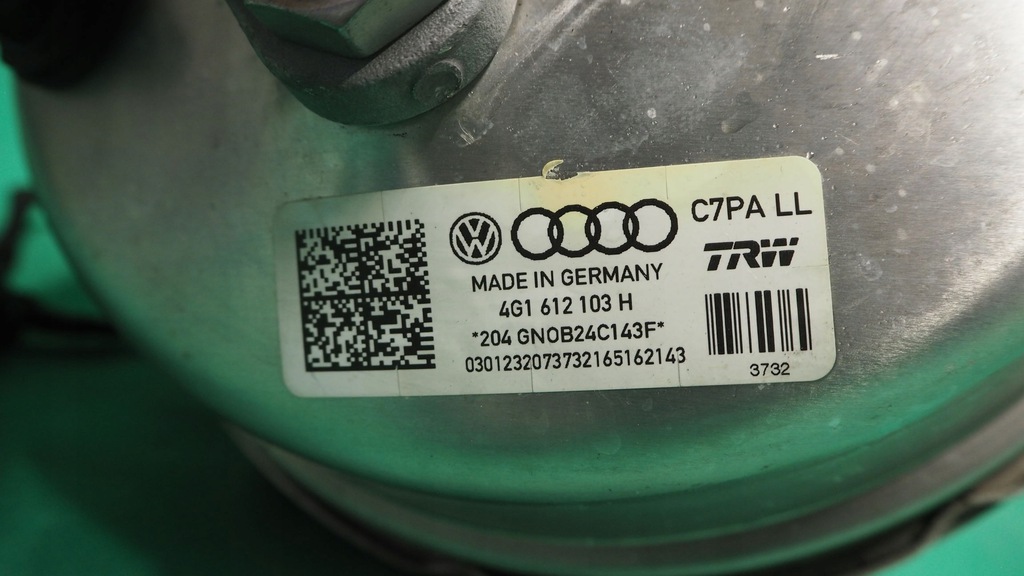 C7PA LL
TRW
MADE IN GERMANY
4G1 612 103 H
*204 GNOB24C143F*
0301232073732165162143
3732